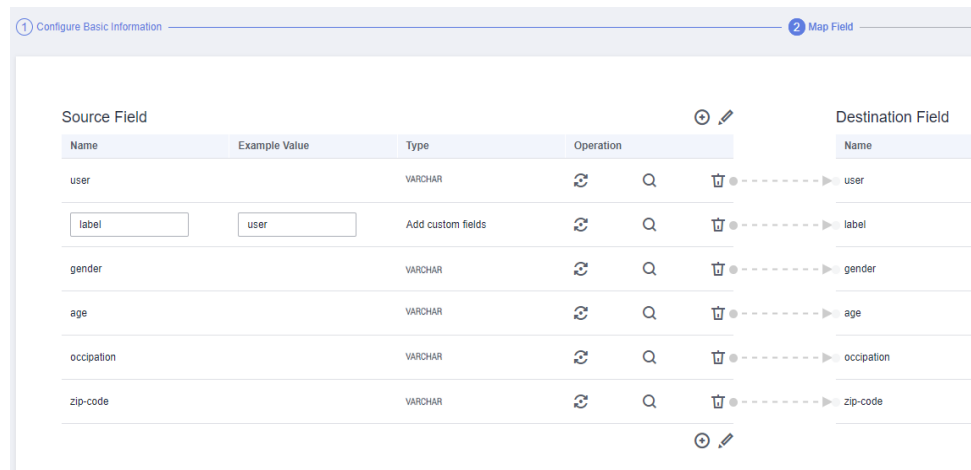 1 Configure Basic Information 2 Map Field
Source Field Destination Field
Name Example Value Type Operation Name
user VARCHAR user
label user Add custom fields label
gender VARCHAR gender
age VARCHAR age
occipation VARCHAR occipation
zip-code VARCHAR zip-code